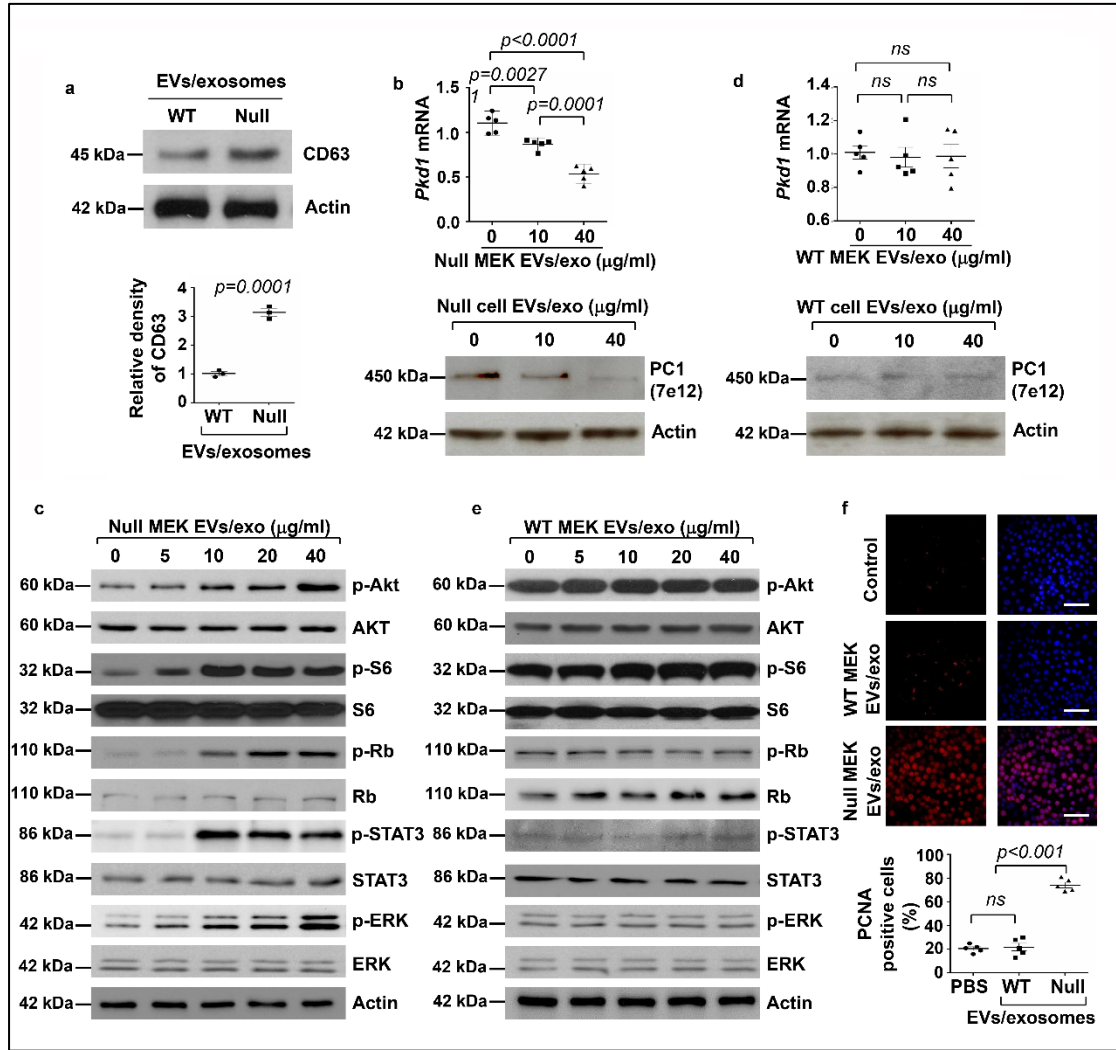 a
EVs/exosomes
WT Null
45 kDa CD63
42 kDa Actin
p=0.0001
Relative density
of CD63
4
3
2
1
0
WT Null
EVs/exosomes
b
p<0.0001
p=0.0027
1
p=0.0001
Pkd1 mRNA
1.5
1.0
0.5
0.0
0 10 40
Null MEK EVs/exo (μg/ml)
Null cell EVs/exo (μg/ml)
0 10 40
450 kDa PC1
(7e12)
42 kDa Actin
d
ns
ns ns
Pkd1 mRNA
1.4
1.2
1.0
0.8
0.6
0 10 40
WT MEK EVs/exo (μg/ml)
WT cell EVs/exo (μg/ml)
0 10 40
450 kDa PC1
(7e12)
42 kDa Actin
c
Null MEK EVs/exo (μg/ml)
0 5 10 20 40
60 kDa p-Akt
60 kDa AKT
32 kDa p-S6
32 kDa S6
110 kDa p-Rb
110 kDa Rb
86 kDa p-STAT3
86 kDa STAT3
42 kDa p-ERK
42 kDa ERK
42 kDa Actin
e
WT MEK EVs/exo (μg/ml)
0 5 10 20 40
60 kDa p-Akt
60 kDa AKT
32 kDa p-S6
32 kDa S6
110 kDa p-Rb
110 kDa Rb
86 kDa p-STAT3
86 kDa STAT3
42 kDa p-ERK
42 kDa ERK
42 kDa Actin
f
Control
WT MEK
EVs/exo
Null MEK
EVs/exo
p<0.001
ns
PCNA
positive cells
(%)
100
80
60
40
20
0
PBS WT Null
EVs/exosomes